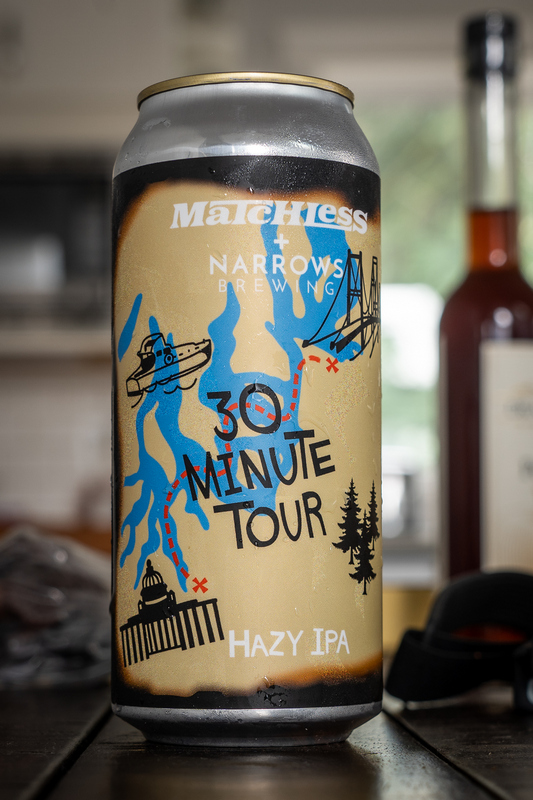 MaTcHLess
+
NARROWS
BREWING
30
MINUTE
TOUR
HAZY IPA